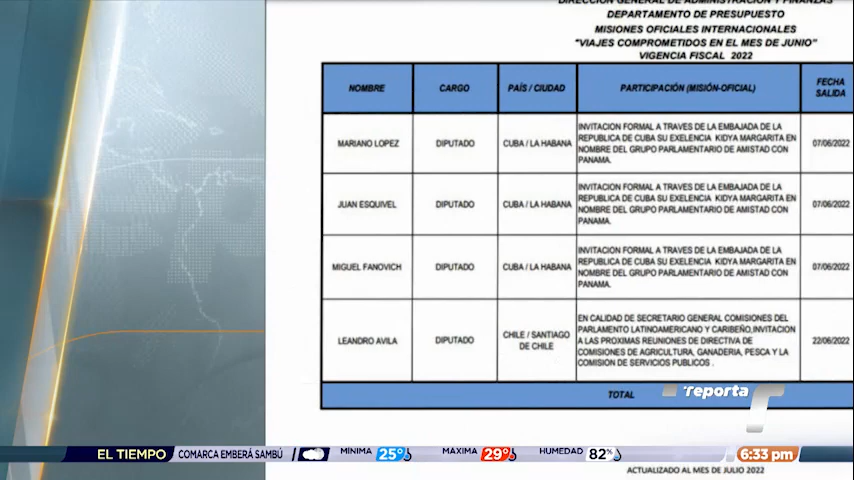 DIRECCIÓN GENERAL DE ADMINISTRACIÓN Y FINANZAS
DEPARTAMENTO DE PRESUPUESTO
MISIONES OFICIALES INTERNACIONALES
"VIAJES COMPROMETIDOS EN EL MES DE JUNIO"
VIGENCIA FISCAL 2022
NOMBRE CARGO PAÍS / CIUDAD PARTICIPACIÓN (MISIÓN-OFICIAL) FECHA
SALIDA
INVITACION FORMAL A TRAVES DE LA EMBAJADA DE LA
REPUBLICA DE CUBA SU EXELENCIA KIDYA MARGARITA EN
MARIANO LOPEZ DIPUTADO CUBA / LA HABANA NOMBRE DEL GRUPO PARLAMENTARIO DE AMISTAD CON 07/06/2022
PANAMA.
INVITACION FORMAL A TRAVES DE LA EMBAJADA DE LA
REPUBLICA DE CUBA SU EXELENCIA KIDYA MARGARITA EN
JUAN ESQUIVEL DIPUTADO CUBA / LA HABANA NOMBRE DEL GRUPO PARLAMENTARIO DE AMISTAD CON 07/06/2022
PANAMA.
INVITACION FORMAL A TRAVES DE LA EMBAJADA DE LA
REPUBLICA DE CUBA SU EXELENCIA KIDYA MARGARITA EN
MIGUEL FANOVICH DIPUTADO CUBA / LA HABANA NOMBRE DEL GRUPO PARLAMENTARIO DE AMISTAD CON 07/06/2022
PANAMA.
EN CALIDAD DE SECRETARIO GENERAL COMISIONES DEL
PARLAMENTO LATINOAMERICANO Y CARIBEÑO,INVITACION
LEANDRO AVILA DIPUTADO CHILE / SANTIAGO DE CHILE A LAS PROXIMAS REUNIONES DE DIRECTIVA DE 22/06/2022
COMISIONES DE AGRICULTURA, GANADERIA, PESCA Y LA
COMISION DE SERVICIOS PUBLICOS .
TOTAL
reporta
EL TIEMPO COMARCA EMBERÁ SAMBÚ MÍNIMA 25° MÁXIMA 29° HUMEDAD 82% 6:33 pm
ACTUALIZADO AL MES DE JULIO 2022